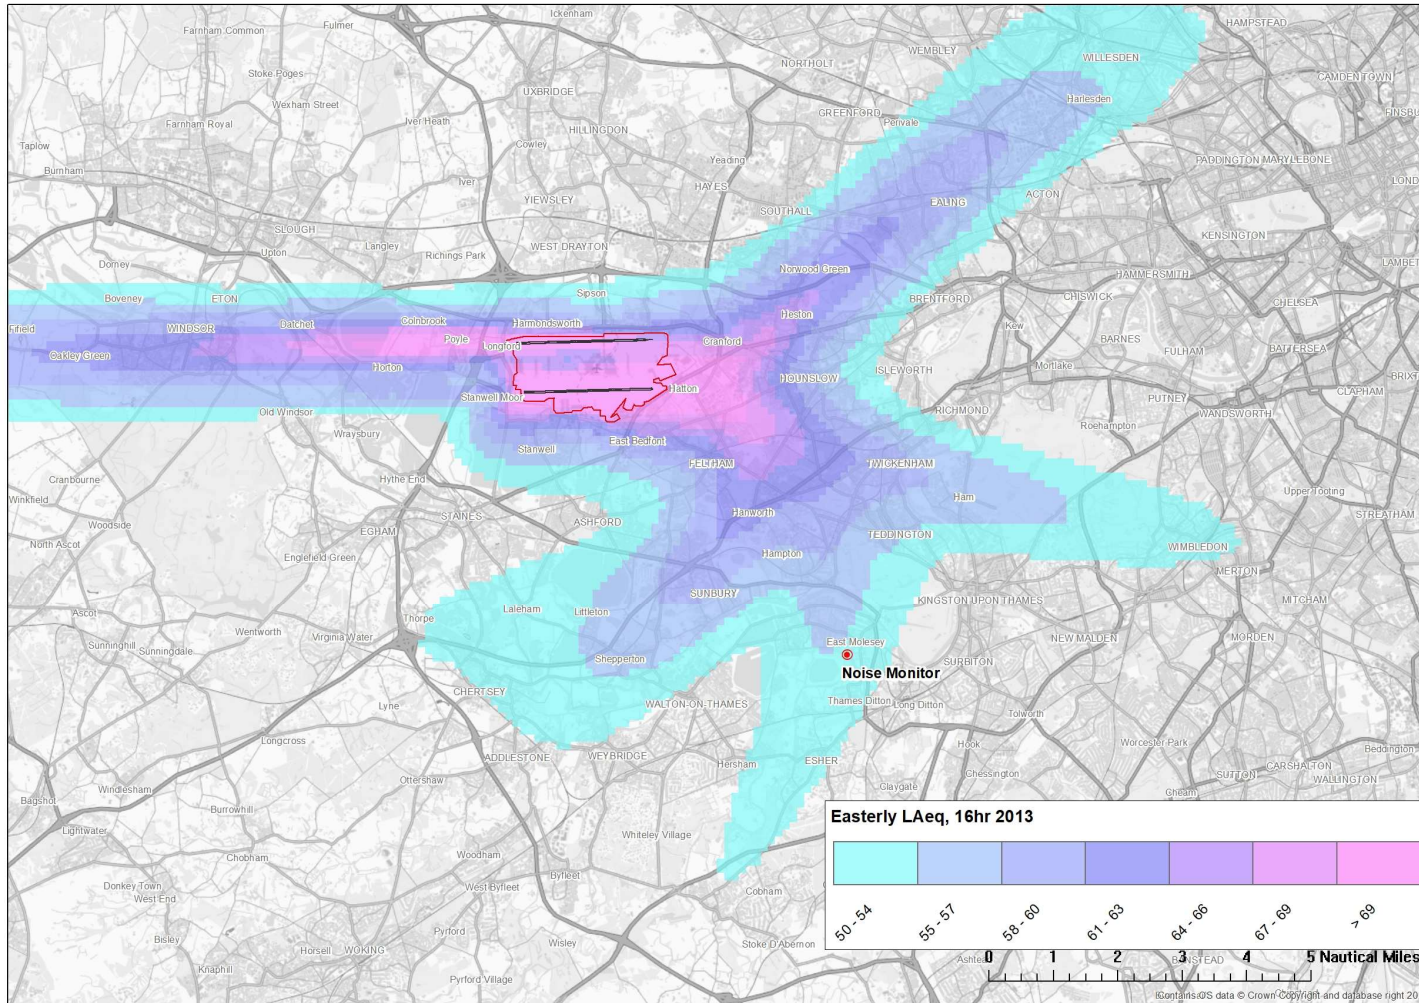 Ickenham
Fulmer
HAMPSTEAD
Farnham Common
WEMBLEY
WILLESDEN
NORTHOLT
Stoke Poges
CAMDEN TOWN
UXBRIDGE
Wexham Street
Harlesden
GREENFORD
FINSB
Farnham Royal
Iver Heath
Perivale
HILLINGDON
Taplow
Cowley
Yeading
PADDINGTON
MARYLEBONE
Burnham
Iver
HAYES
LOND
ACTON
YIEWSLEY
EALING
SOUTHALL
SLOUGH
KENSINGTON
Langley
WEST DRAYTON
Upton
Richings Park
Dorney
LAMBET
Norwood Green
HAMMERSMITH
Boveney
ETON
Sipson
BRENTFORD
CHISWICK
CHELSEA
Heston
Colnbrook
Harmondsworth
Fifield
WINDSOR
Datchet
Kew
BARNES
Poyle
Longford
Cranford
FULHAM
BATTERSEA
Oakley Green
Horton
Mortlake
ISLEWORTH
HOUNSLOW
BRIXT
Hatton
CLAPHAM
Stanwell Moor
PUTNEY
Old Windsor
RICHMOND
WANDSWORTH
Roehampton
Wraysbury
East Bedfont
Stanwell
FELTHAM
TWICKENHAM
Cranbourne
Hythe End
Upper Tooting
Winkfield
Ham
Woodside
Hanworth
STREATHAM
STAINES
ASHFORD
EGHAM
TEDDINGTON
North Ascot
WIMBLEDON
Englefield Green
Hampton
MERTON
SUNBURY
KINGSTON UPON THAMES
MITCHAM
Laleham
Littleton
Ascot
Thorpe
Wentworth
Virginia Water
NEW MALDEN
MORDEN
Sunninghill
Sunningdale
East Molesey
Shepperton
SURBITON
Noise Monitor
CHERTSEY
Thames Ditton
Long Ditton
WALTON-ON-THAMES
Lyne
Tolworth
Longcross
Hook
Worcester Park
Beddington
ADDLESTONE
WEYBRIDGE
Hersham
ESHER
CARSHALTON
Chessington
SUTTON
WALLINGTON
Ottershaw
Windlesham
Claygate
Cheam
Bagshot
Burrowhill
Easterly LAeq, 16hr 2013
Lightwater
Whiteley Village
Woodham
Chobham
Byfleet
Donkey Town
West Byfleet
Cobham
West End
50 - 54
55 - 57
58 - 60
61 - 63
64 - 66
67 - 69
> 69
Pyrford
Bisley
Wisley
Stoke D'Abernon
Horsell
WOKING
Knaphill
Pyrford Village
0 1 2 3 4 5 Nautical Miles
Contains OS data © Crown Copyright and database right 20